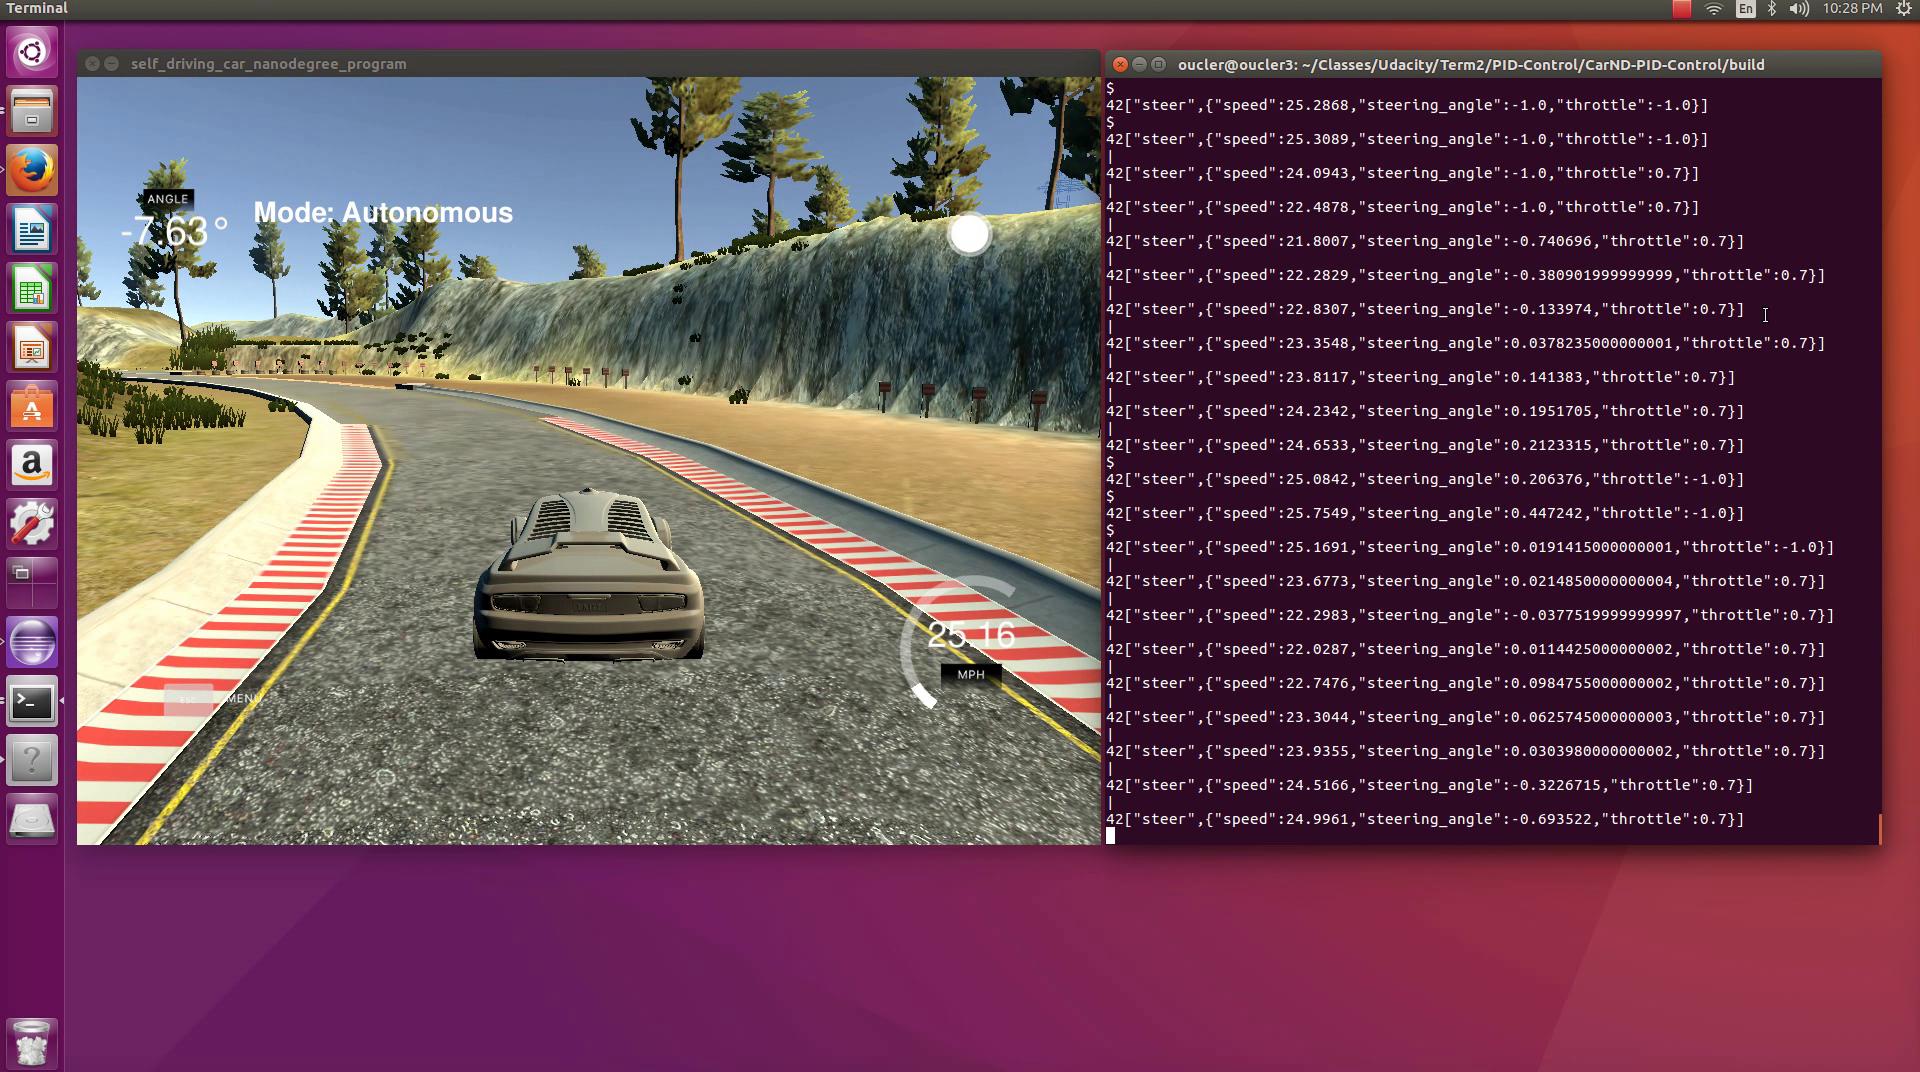 Terminal
En
10:28 PM
self_driving_car_nanodegree_program
ANGLE
-7.63°
Mode: Autonomous
25.16
MPH
ESC
MENU
oucler@oucler3: ~/Classes/Udacity/Term2/PID-Control/CarND-PID-Control/build
$
42["steer",{"speed":25.2868,"steering_angle":-1.0,"throttle":-1.0}]
$
42["steer",{"speed":25.3089,"steering_angle":-1.0,"throttle":-1.0}]
|
42["steer",{"speed":24.0943,"steering_angle":-1.0,"throttle":0.7}]
|
42["steer",{"speed":22.4878,"steering_angle":-1.0,"throttle":0.7}]
|
42["steer",{"speed":21.8007,"steering_angle":-0.740696,"throttle":0.7}]
|
42["steer",{"speed":22.2829,"steering_angle":-0.380901999999999,"throttle":0.7}]
|
42["steer",{"speed":22.8307,"steering_angle":-0.133974,"throttle":0.7}]
|
42["steer",{"speed":23.3548,"steering_angle":0.0378235000000001,"throttle":0.7}]
|
42["steer",{"speed":23.8117,"steering_angle":0.141383,"throttle":0.7}]
|
42["steer",{"speed":24.2342,"steering_angle":0.1951705,"throttle":0.7}]
|
42["steer",{"speed":24.6533,"steering_angle":0.2123315,"throttle":0.7}]
$
42["steer",{"speed":25.0842,"steering_angle":0.206376,"throttle":-1.0}]
$
42["steer",{"speed":25.7549,"steering_angle":0.447242,"throttle":-1.0}]
$
42["steer",{"speed":25.1691,"steering_angle":0.0191415000000001,"throttle":-1.0}]
|
42["steer",{"speed":23.6773,"steering_angle":0.0214850000000004,"throttle":0.7}]
|
42["steer",{"speed":22.2983,"steering_angle":-0.0377519999999997,"throttle":0.7}]
|
42["steer",{"speed":22.0287,"steering_angle":0.0114425000000002,"throttle":0.7}]
|
42["steer",{"speed":22.7476,"steering_angle":0.0984755000000002,"throttle":0.7}]
|
42["steer",{"speed":23.3044,"steering_angle":0.0625745000000003,"throttle":0.7}]
|
42["steer",{"speed":23.9355,"steering_angle":0.0303980000000002,"throttle":0.7}]
|
42["steer",{"speed":24.5166,"steering_angle":-0.3226715,"throttle":0.7}]
|
42["steer",{"speed":24.9961,"steering_angle":-0.693522,"throttle":0.7}]